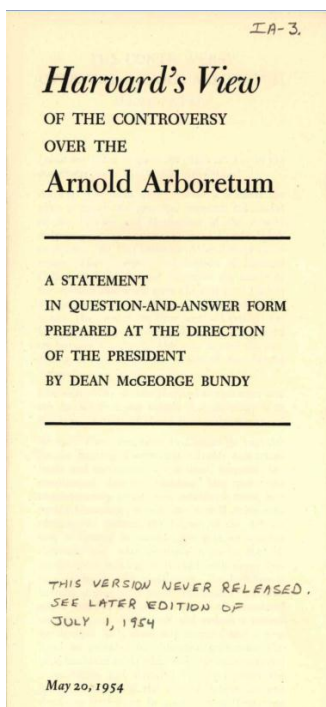 IA-3.
Harvard's View
OF THE CONTROVERSY
OVER THE
Arnold Arboretum
A STATEMENT
IN QUESTION-AND-ANSWER FORM
PREPARED AT THE DIRECTION
OF THE PRESIDENT
BY DEAN McGEORGE BUNDY
THIS VERSION NEVER RELEASED.
SEE LATER EDITION OF
JULY 1, 1954
May 20, 1954